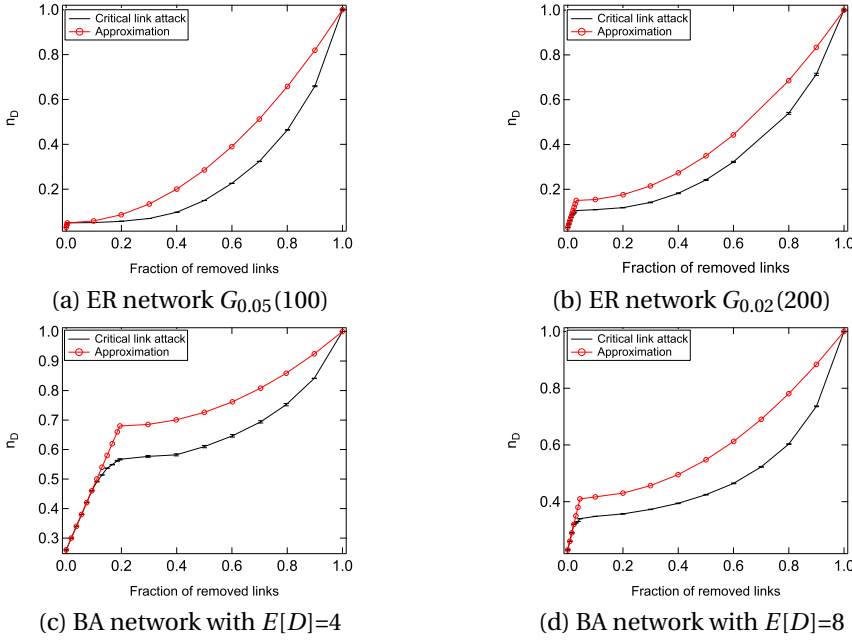 Critical link attack
Approximation
1.0
0.8
0.6
0.4
0.2
n_D
0.0 0.2 0.4 0.6 0.8 1.0
Fraction of removed links
(a) ER network G_{0.05}(100)
Critical link attack
Approximation
1.0
0.8
0.6
0.4
0.2
n_D
0.0 0.2 0.4 0.6 0.8 1.0
Fraction of removed links
(b) ER network G_{0.02}(200)
Critical link attack
Approximation
1.0
0.9
0.8
0.7
0.6
0.5
0.4
0.3
n_D
0.0 0.2 0.4 0.6 0.8 1.0
Fraction of removed links
(c) BA network with E[D]=4
Critical link attack
Approximation
1.0
0.8
0.6
0.4
n_D
0.0 0.2 0.4 0.6 0.8 1.0
Fraction of removed links
(d) BA network with E[D]=8